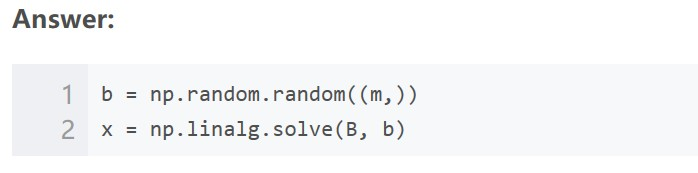 Answer:
1 b = np.random.random((m,))
2 x = np.linalg.solve(B, b)